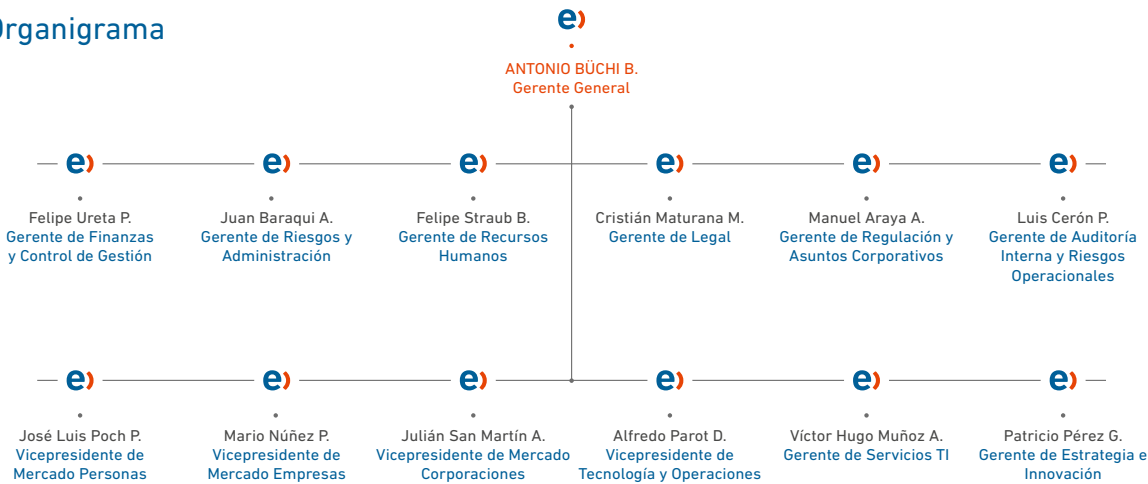 Organigrama
e)
ANTONIO BÜCHI B.
Gerente General
e) e) e) e) e) e)
Felipe Ureta P.
Gerente de Finanzas
y Control de Gestión
Juan Baraqui A.
Gerente de Riesgos y
Administración
Felipe Straub B.
Gerente de Recursos
Humanos
Cristián Maturana M.
Gerente de Legal
Manuel Araya A.
Gerente de Regulación y
Asuntos Corporativos
Luis Cerón P.
Gerente de Auditoría
Interna y Riesgos
Operacionales
e) e) e) e) e) e)
José Luis Poch P.
Vicepresidente de
Mercado Personas
Mario Núñez P.
Vicepresidente de
Mercado Empresas
Julián San Martín A.
Vicepresidente de Mercado
Corporaciones
Alfredo Parot D.
Vicepresidente de
Tecnología y Operaciones
Víctor Hugo Muñoz A.
Gerente de Servicios TI
Patricio Pérez G.
Gerente de Estrategia e
Innovación